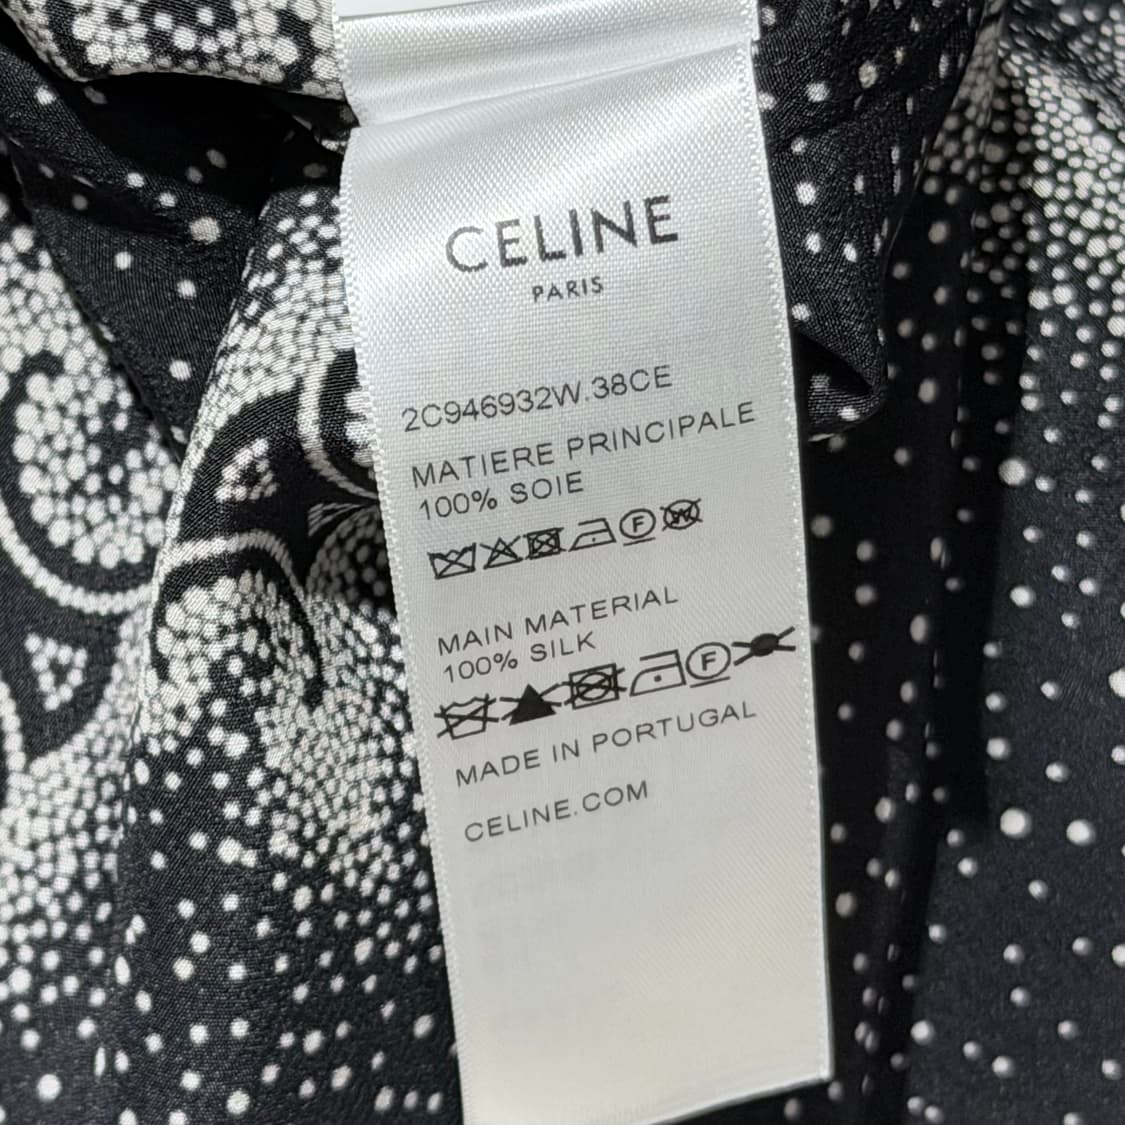 CELINE
PARIS
2C946932W.38CE
MATIERE PRINCIPALE
100% SOIE
F W
MAIN MATERIAL
100% SILK
F
MADE IN PORTUGAL
CELINE.COM